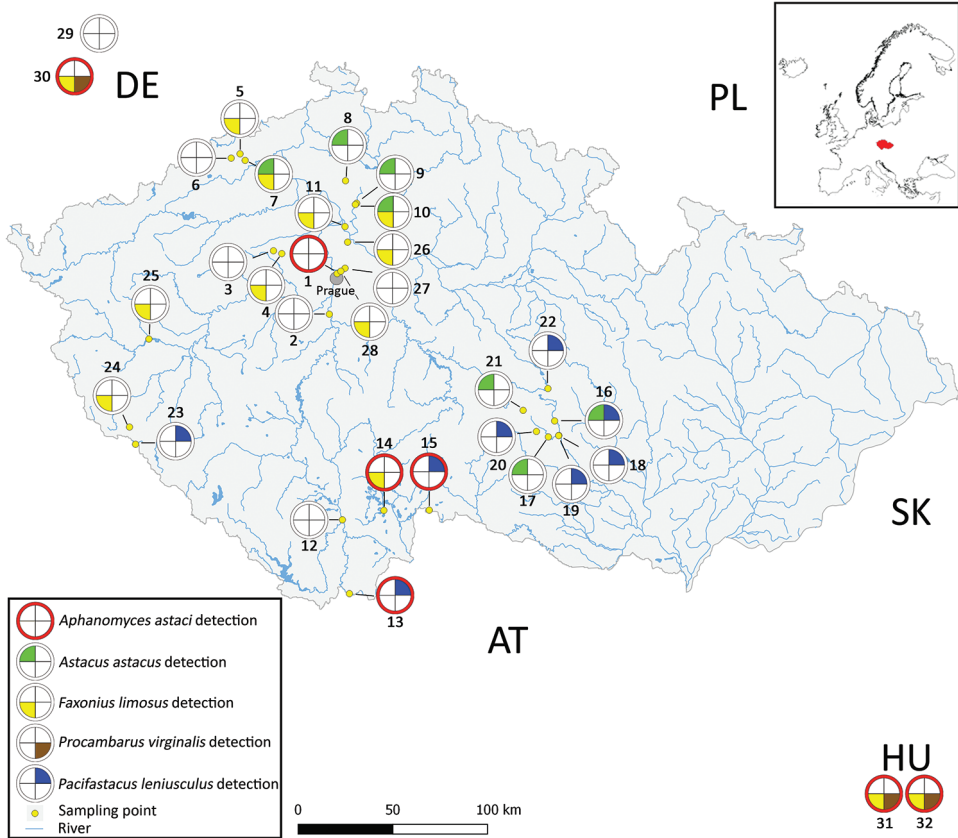 29
30
DE
PL
5
8
6
7
9
11
10
26
3
4
1
Prague
27
25
2
28
22
24
21
23
16
14
15
20
18
17
19
12
SK
13
AT
Aphanomyces astaci detection
Astacus astacus detection
Faxonius limosus detection
Procambarus virginalis detection
Pacifastacus leniusculus detection
Sampling point
River
0 50 100 km
HU
31 32